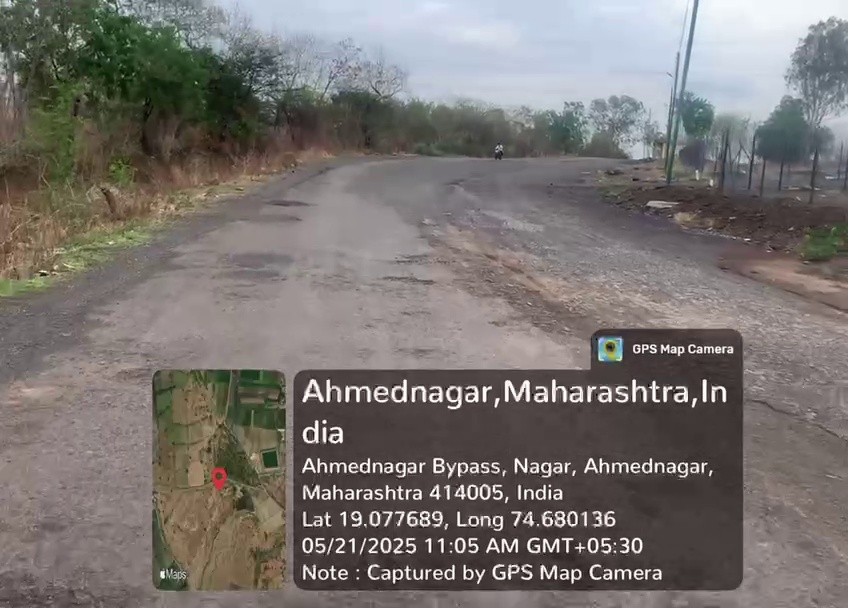 GPS Map Camera
Ahmednagar,Maharashtra,In
dia
Ahmednagar Bypass, Nagar, Ahmednagar,
Maharashtra 414005, India
Lat 19.077689, Long 74.680136
05/21/2025 11:05 AM GMT+05:30
Note : Captured by GPS Map Camera
Maps